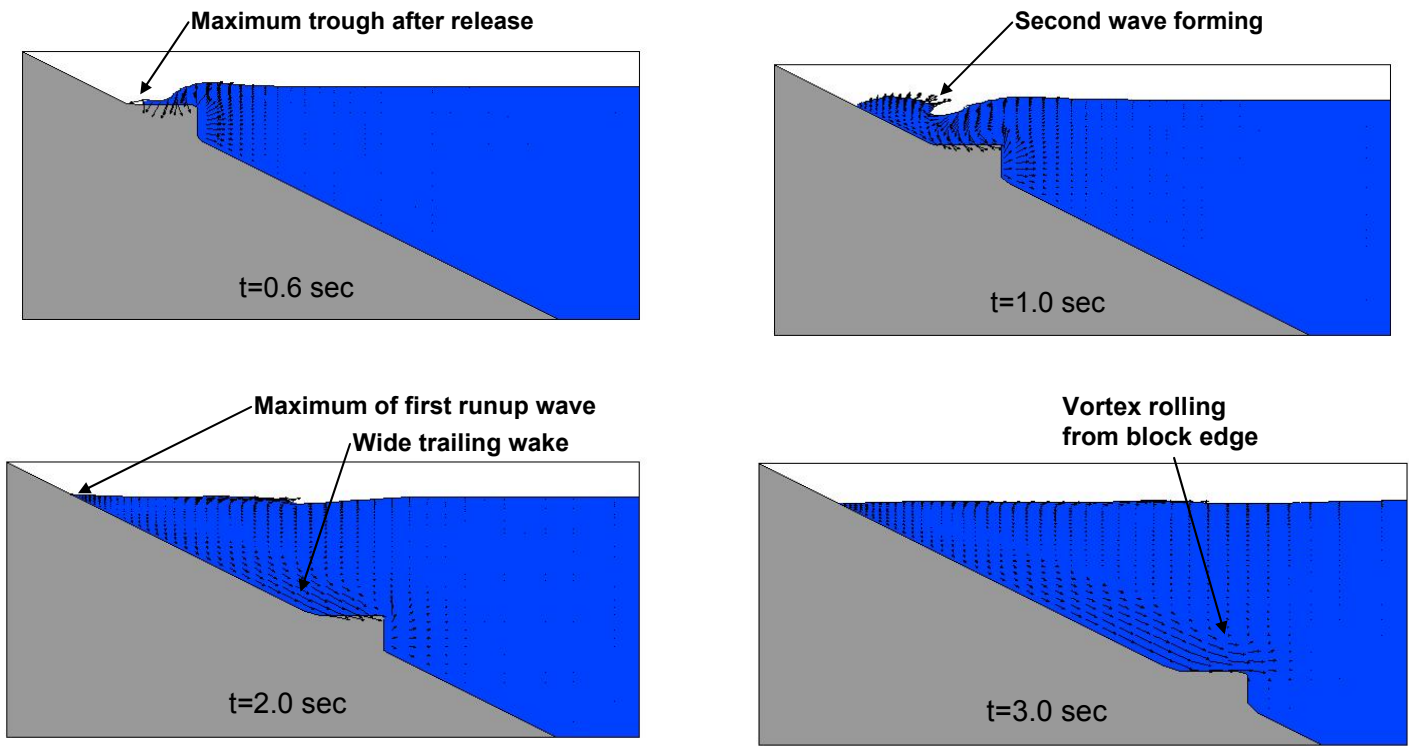 Maximum trough after release
Second wave forming
t=0.6 sec
t=1.0 sec
Maximum of first runup wave
Wide trailing wake
Vortex rolling
from block edge
t=2.0 sec
t=3.0 sec